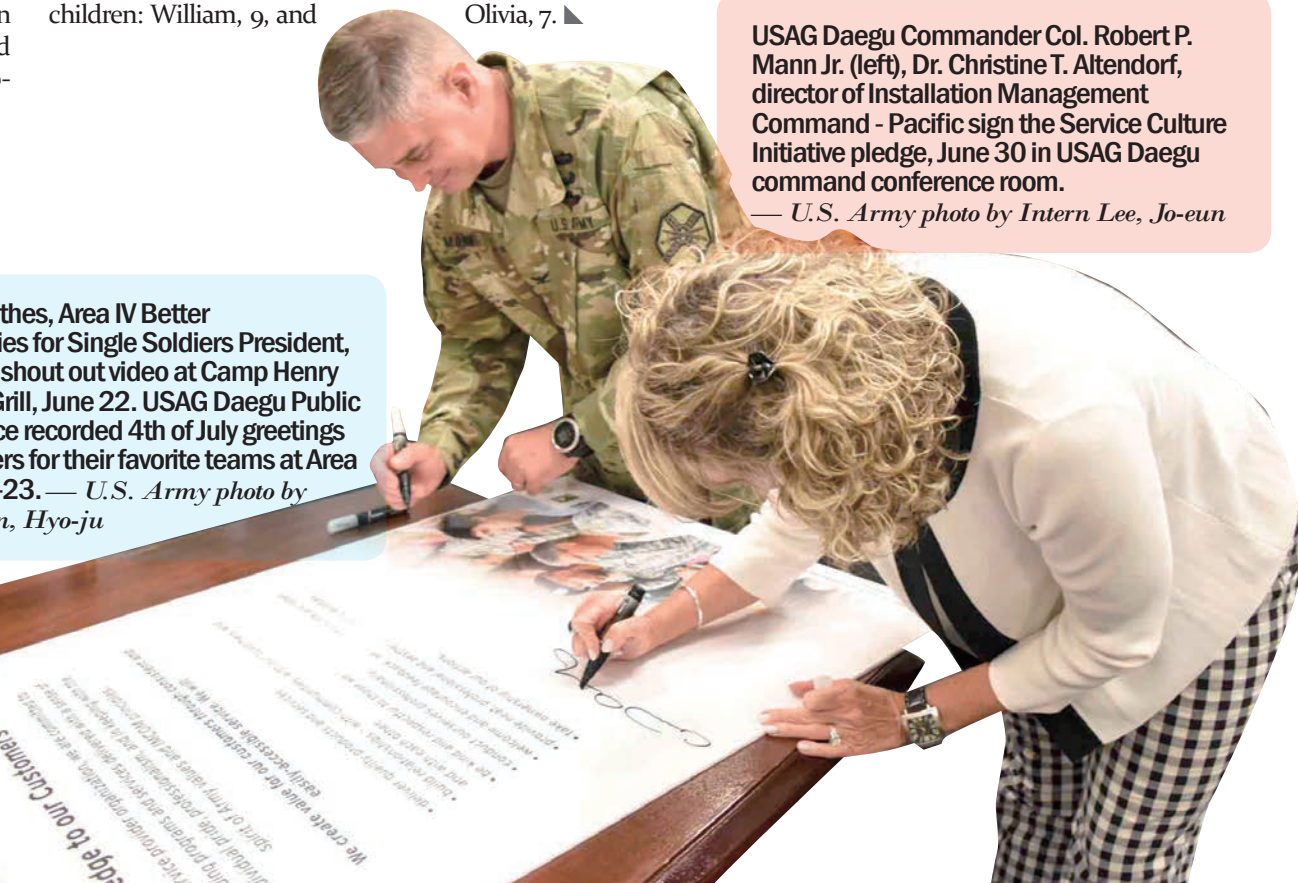 n
d
-
children: William, 9, and
Olivia, 7.
USAG Daegu Commander Col. Robert P.
Mann Jr. (left), Dr. Christine T. Altendorf,
director of Installation Management
Command - Pacific sign the Service Culture
Initiative pledge, June 30 in USAG Daegu
command conference room.
— U.S. Army photo by Intern Lee, Jo-eun
thes, Area IV Better
ies for Single Soldiers President,
shout out video at Camp Henry
Grill, June 22. USAG Daegu Public
ce recorded 4th of July greetings
ers for their favorite teams at Area
-23. — U.S. Army photo by
n, Hyo-ju
U.S. ARMY
edge to our Customers
We create value for our customers through
easily-accessible service. We will: